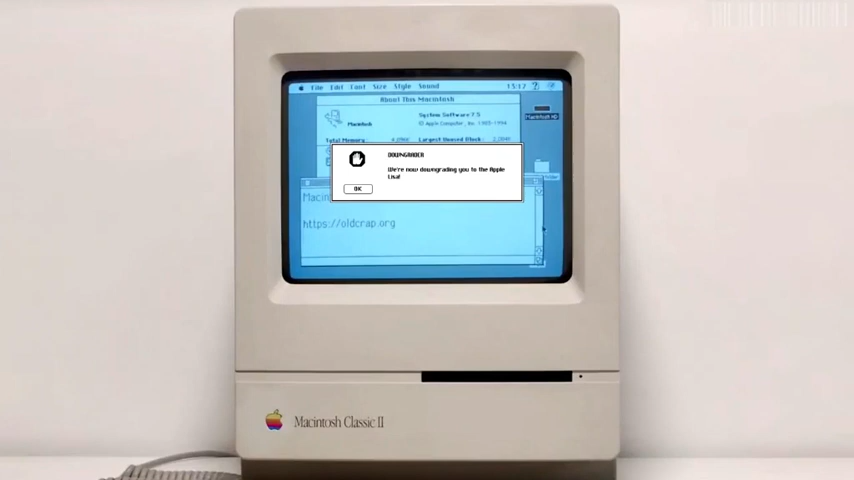 File Edit Font Size Style Sound
About This Macintosh
System Software 7.5
Macintosh © Apple Computer, Inc. 1983-1994
Total Memory: Largest Unused Block:
Macintosh HD
DOWNGRADER
We're now downgrading you to the Apple
Lisa!
OK
https://oldcrap.org
Macintosh Classic II